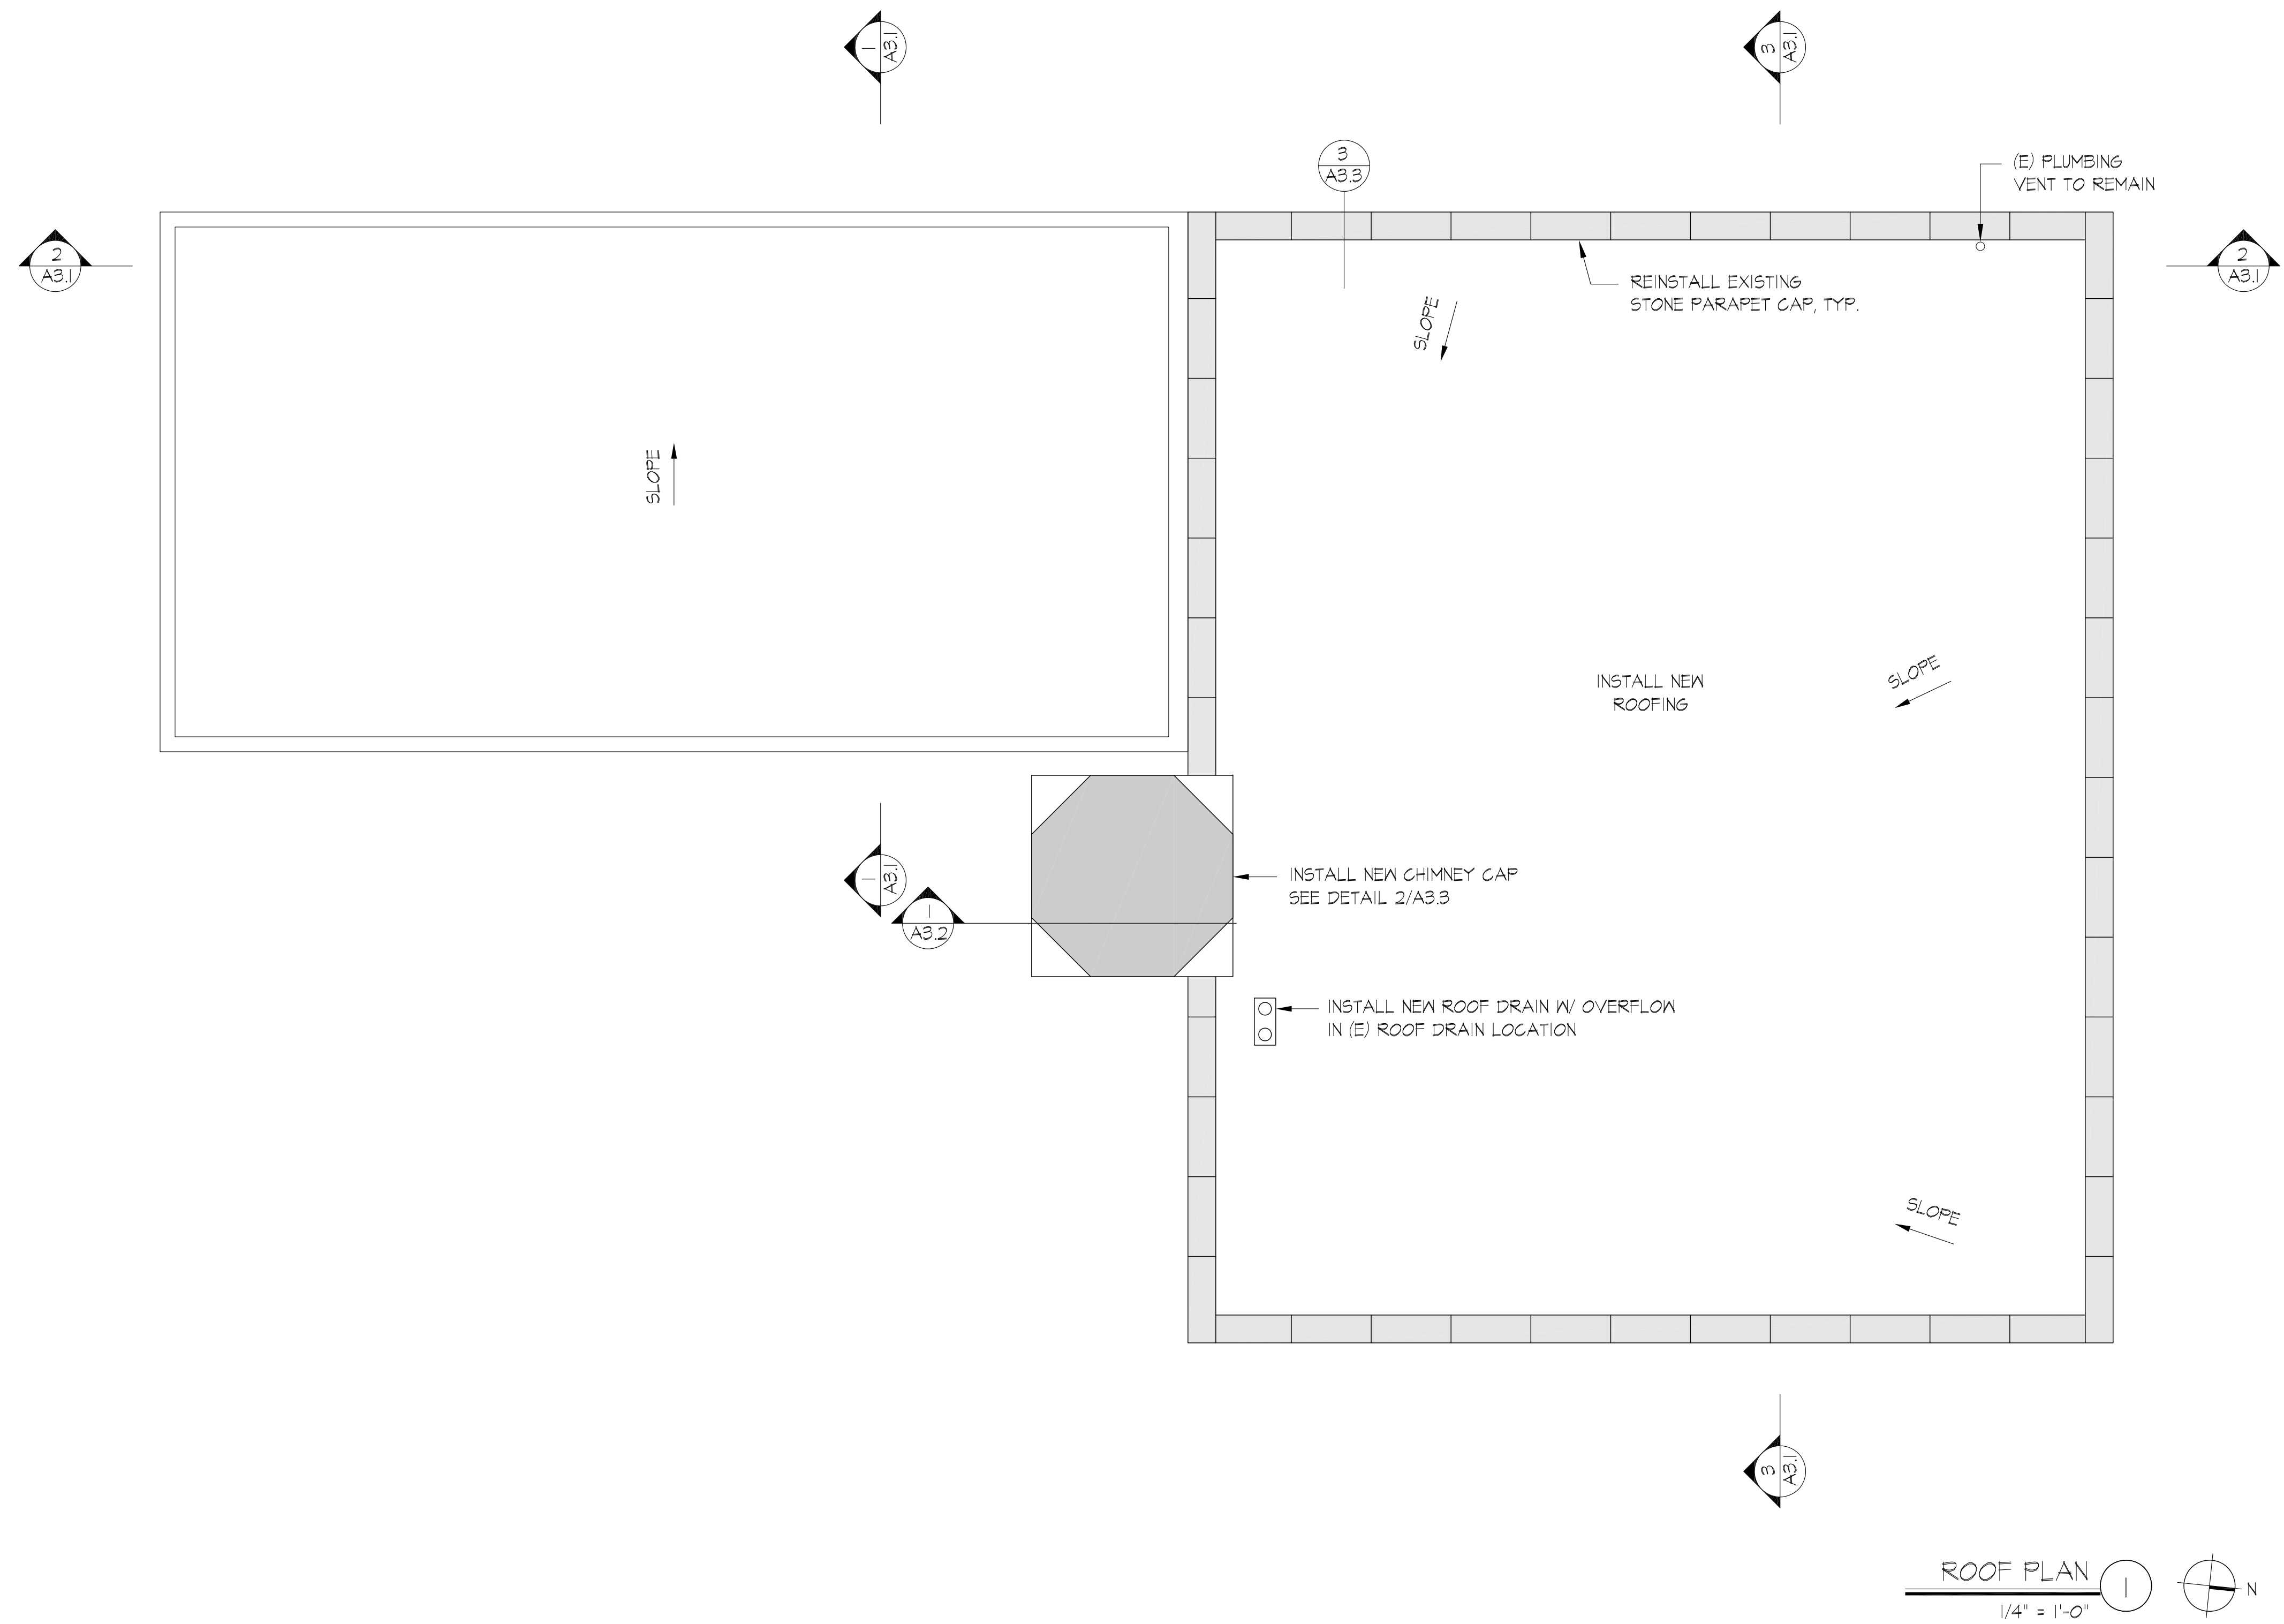 1
A3.1
3
A3.1
3
A3.3
(E) PLUMBING
VENT TO REMAIN
2
A3.1
2
A3.1
REINSTALL EXISTING
STONE PARAPET CAP, TYP.
SLOPE
SLOPE
INSTALL NEW
ROOFING
SLOPE
INSTALL NEW CHIMNEY CAP
SEE DETAIL 2/A3.3
1
A3.1
1
A3.2
INSTALL NEW ROOF DRAIN W/ OVERFLOW
IN (E) ROOF DRAIN LOCATION
SLOPE
3
A3.1
ROOF PLAN
1
N
1/4" = 1'-0"